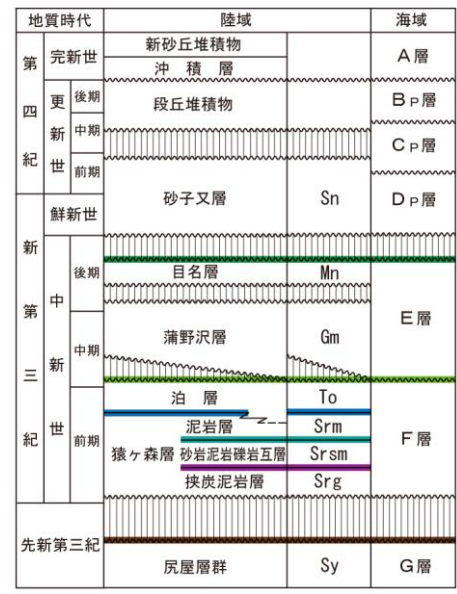 地質時代 陸域 海域
第四紀 完新世 新砂丘堆積物 A層
沖積層
更新世 後期 段丘堆積物 BP層
中期 CP層
前期
砂子又層 Sn DP層
新第三紀 鮮新世
中新世 後期 目名層 Mn E層
中期 蒲野沢層 Gm
前期 泊層 To F層
泥岩層 Srm
猿ヶ森層 砂岩泥岩礫岩互層 Srsm
挟炭泥岩層 Srg
先新第三紀 尻屋層群 Sy G層